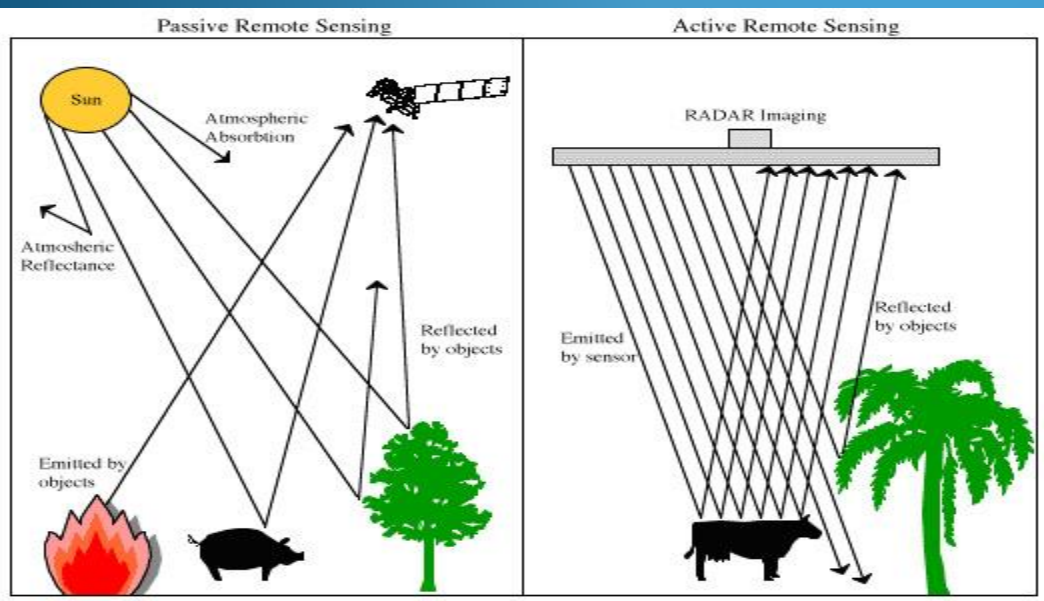 Passive Remote Sensing
Active Remote Sensing
Sun
Atmospheric
Absorbtion
Atmosheric
Reflectance
Reflected
by objects
Emitted by
objects
RADAR Imaging
Emitted
by sensor
Reflected
by objects